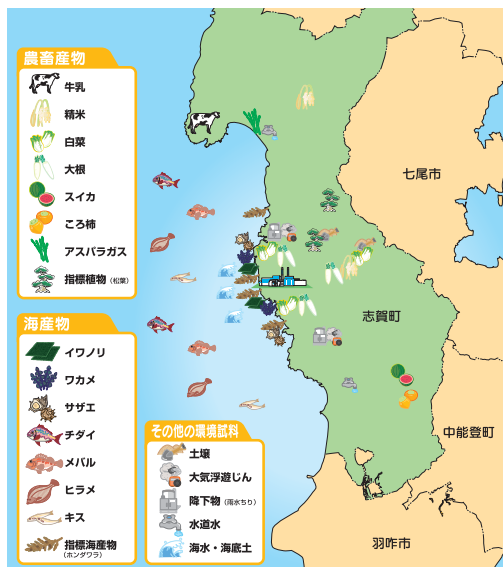 農畜産物
牛乳
精米
白菜
大根
スイカ
ころ柿
アスパラガス
指標植物(松葉)
海産物
イワノリ
ワカメ
サザエ
チダイ
メバル
ヒラメ
キス
指標海産物
(ホンダワラ)
その他の環境試料
土壌
大気浮遊じん
降下物(雨水ちり)
水道水
海水・海底土
七尾市
志賀町
中能登町
羽咋市